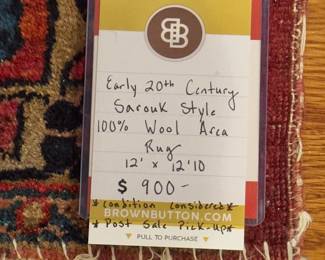 BB
Early 20th Century
Sarouk Style
100% Wool Area
Rug
12' x 12'10
$ 900-
*condition considered*
BROWNBUTTON.COM
*Post Sale Pick-Up*
PULL TO PURCHASE